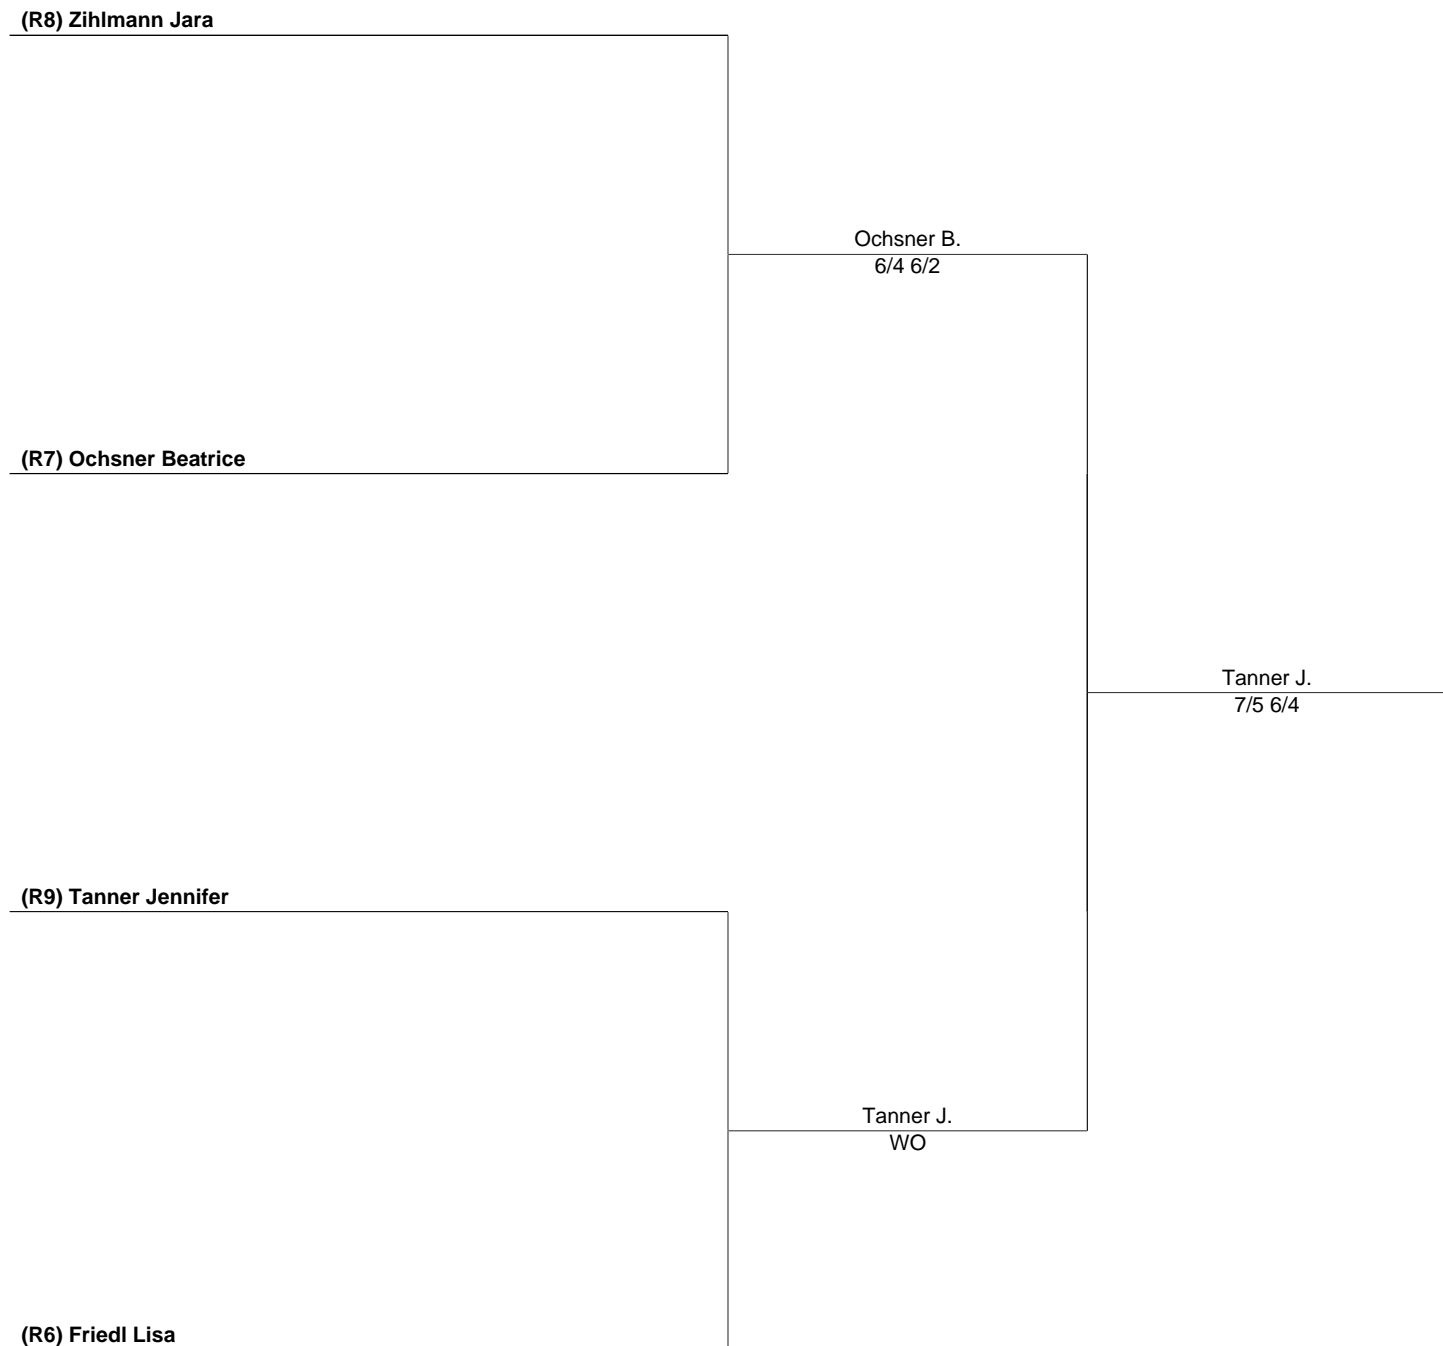 (R8) Zihlmann Jara
Ochsner B.
6/4 6/2
(R7) Ochsner Beatrice
Tanner J.
7/5 6/4
(R9) Tanner Jennifer
Tanner J.
WO
(R6) Friedl Lisa